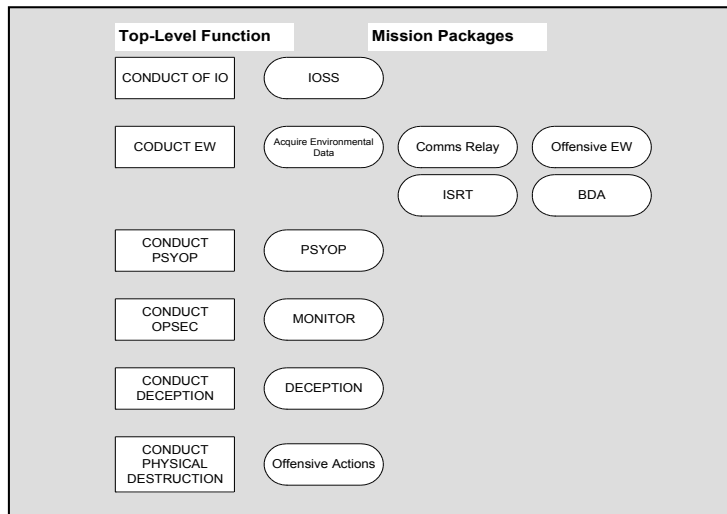 Top-Level Function Mission Packages
CONDUCT OF IO IOSS
CODUCT EW Acquire Environmental
Data Comms Relay Offensive EW
ISRT BDA
CONDUCT
PSYOP PSYOP
CONDUCT
OPSEC MONITOR
CONDUCT
DECEPTION DECEPTION
CONDUCT
PHYSICAL
DESTRUCTION Offensive Actions